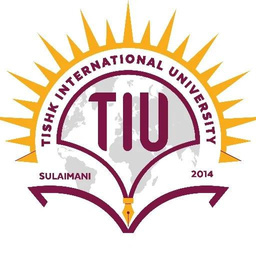 TISHK INTERNATIONAL UNIVERSITY
TIU
SULAIMANI
2014